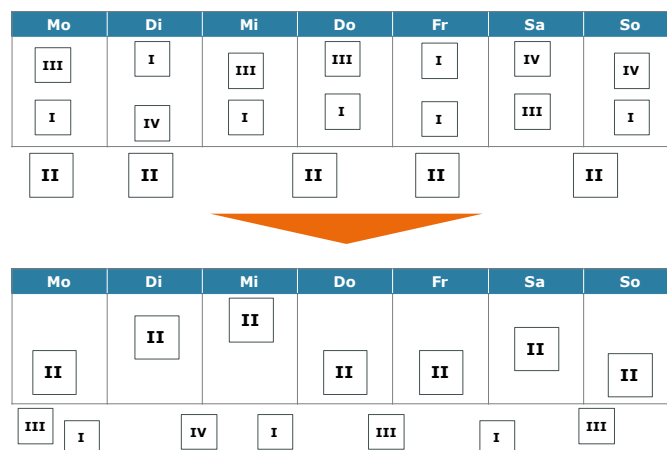 Mo Di Mi Do Fr Sa So
III I III III I IV IV
I IV I I I III I
II II II II II
Mo Di Mi Do Fr Sa So
II II II II II II II
III I IV I III I III